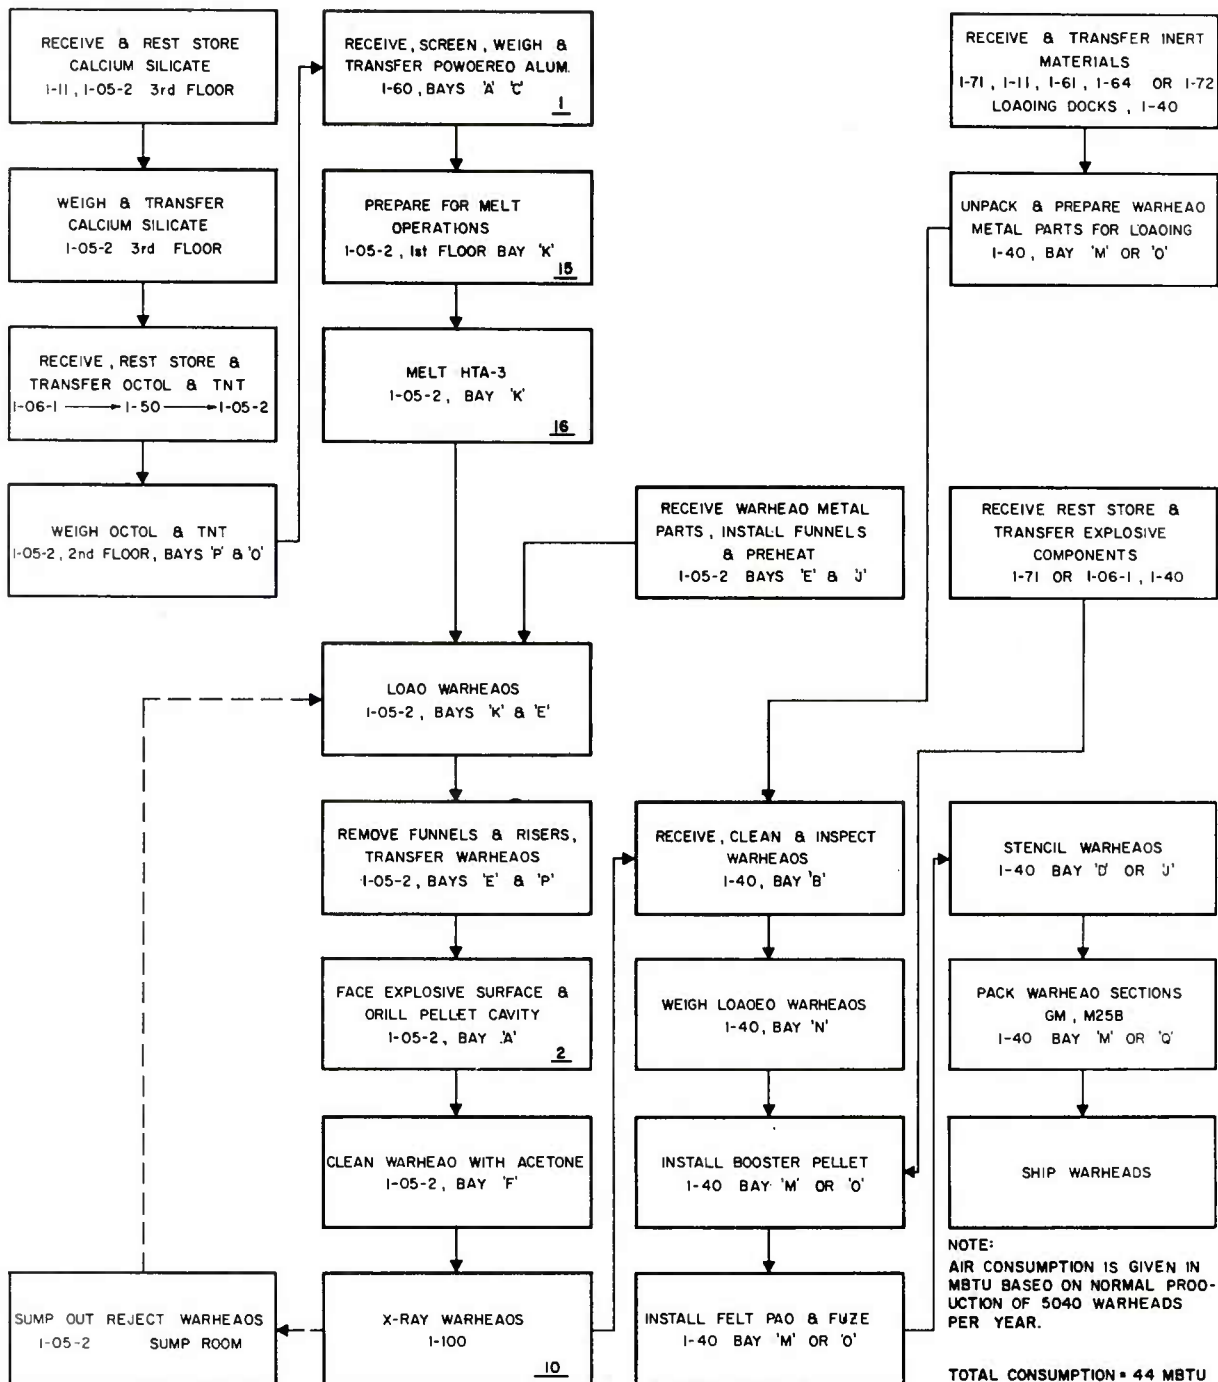 RECEIVE & REST STORE
CALCIUM SILICATE
1-11, 1-05-2 3rd FLOOR
WEIGH & TRANSFER
CALCIUM SILICATE
1-05-2 3rd FLOOR
RECEIVE, REST STORE &
TRANSFER OCTOL & TNT
1-06-1 → 1-50 → 1-05-2
WEIGH OCTOL & TNT
1-05-2, 2nd FLOOR, BAYS 'P' & 'O'
RECEIVE, SCREEN, WEIGH &
TRANSFER POWOERED ALUM.
1-60, BAYS 'A' 'C'
1
PREPARE FOR MELT
OPERATIONS
1-05-2, 1st FLOOR BAY 'K'
15
MELT HTA-3
1-05-2, BAY 'K'
16
RECEIVE WARHEAO METAL
PARTS, INSTALL FUNNELS
& PREHEAT
1-05-2 BAYS 'E' & 'J'
LOAO WARHEAOS
1-05-2, BAYS 'K' & 'E'
REMOVE FUNNELS & RISERS,
TRANSFER WARHEAOS
1-05-2, BAYS 'E' & 'P'
FACE EXPLOSIVE SURFACE &
ORILL PELLET CAVITY
1-05-2, BAY 'A'
2
CLEAN WARHEAO WITH ACETONE
1-05-2, BAY 'F'
X-RAY WARHEAOS
1-100
10
SUMP OUT REJECT WARHEAOS
1-05-2 SUMP ROOM
RECEIVE & TRANSFER INERT
MATERIALS
1-71, 1-11, 1-61, 1-64 OR 1-72
LOAOING DOCKS, 1-40
UNPACK & PREPARE WARHEAO
METAL PARTS FOR LOAOING
1-40, BAY 'M' OR 'O'
RECEIVE REST STORE &
TRANSFER EXPLOSIVE
COMPONENTS
1-71 OR 1-06-1, 1-40
RECEIVE, CLEAN & INSPECT
WARHEAOS
1-40, BAY 'B'
WEIGH LOAOEO WARHEAOS
1-40, BAY 'N'
INSTALL BOOSTER PELLET
1-40 BAY 'M' OR 'O'
INSTALL FELT PAO & FUZE
1-40 BAY 'M' OR 'O'
STENCIL WARHEAOS
1-40 BAY 'D' OR 'J'
PACK WARHEAO SECTIONS
GM, M25B
1-40 BAY 'M' OR 'Q'
SHIP WARHEADS
NOTE:
AIR CONSUMPTION IS GIVEN IN
MBTU BASED ON NORMAL PROO-
UCTION OF 5040 WARHEADS
PER YEAR.
TOTAL CONSUMPTION = 44 MBTU